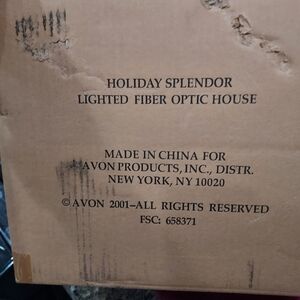 HOLIDAY SPLENDOR
LIGHTED FIBER OPTIC HOUSE
MADE IN CHINA FOR
AVON PRODUCTS, INC., DISTR.
NEW YORK, NY 10020
© AVON 2001–ALL RIGHTS RESERVED
FSC: 658371